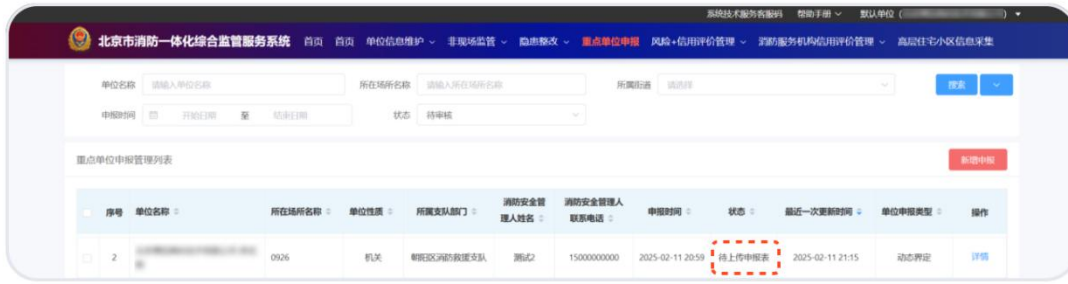 系统技术服务客服码 帮助手册 默认单位 ( )
北京市消防一体化综合监管服务系统 首页 首页 单位信息维护 非现场监管 隐患整改 重点单位申报 风险+信用评价管理 消防服务机构信用评价管理 高层住宅小区信息采集
单位名称 请输入单位名称 所在场所名称 请输入所在场所名称 所属街道 请选择 搜索
申报时间 开始日期 至 结束日期 状态 待审核
重点单位申报管理列表 新增申报
序号 单位名称 所在场所名称 单位性质 所属支队部门 消防安全管理人姓名 消防安全管理人联系电话 申报时间 状态 最近一次更新时间 单位申报类型 操作
2 0926 机关 朝阳区消防救援支队 测试2 15000000000 2025-02-11 20:59 待上传申报表 2025-02-11 21:15 动态界定 详情